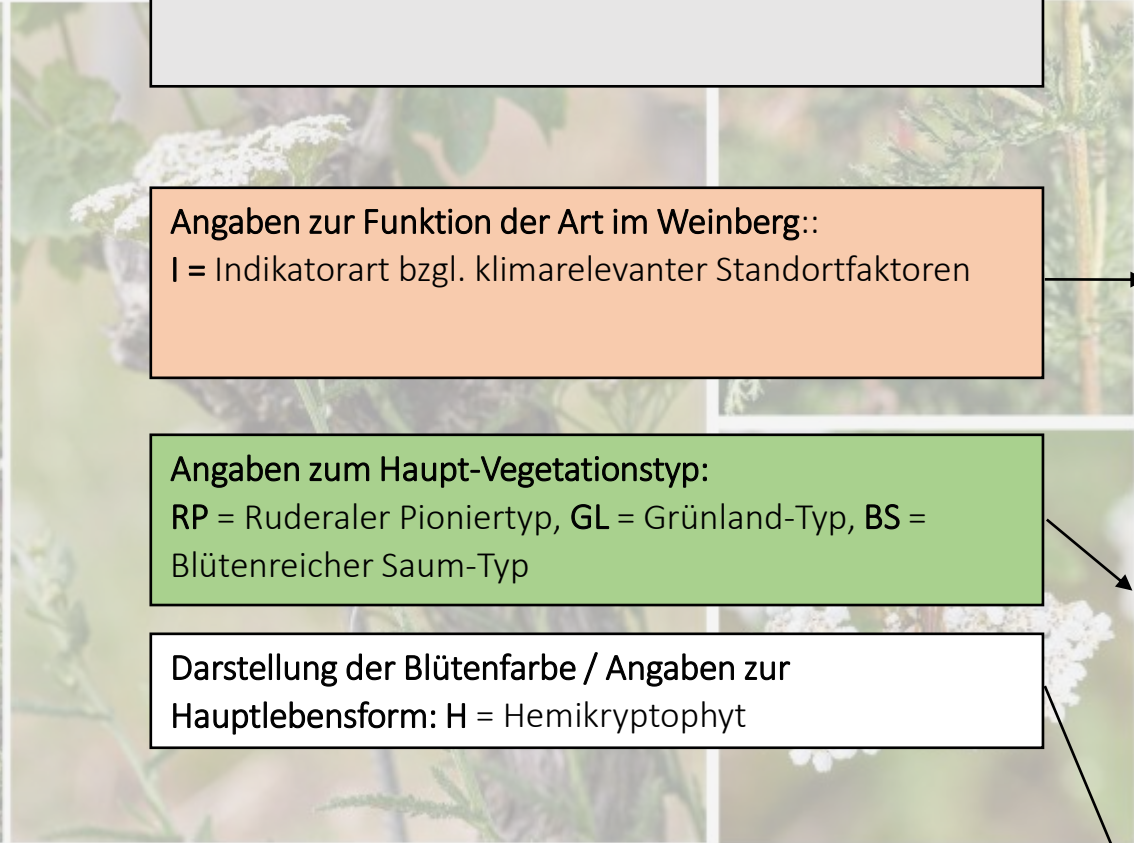 Angaben zur Funktion der Art im Weinberg::
I = Indikatorart bzgl. klimarelevanter Standortfaktoren
Angaben zum Haupt-Vegetationstyp:
RP = Ruderaler Pioniertyp, GL = Grünland-Typ, BS =
Blütenreicher Saum-Typ
Darstellung der Blütenfarbe / Angaben zur
Hauptlebensform: H = Hemikryptophyt